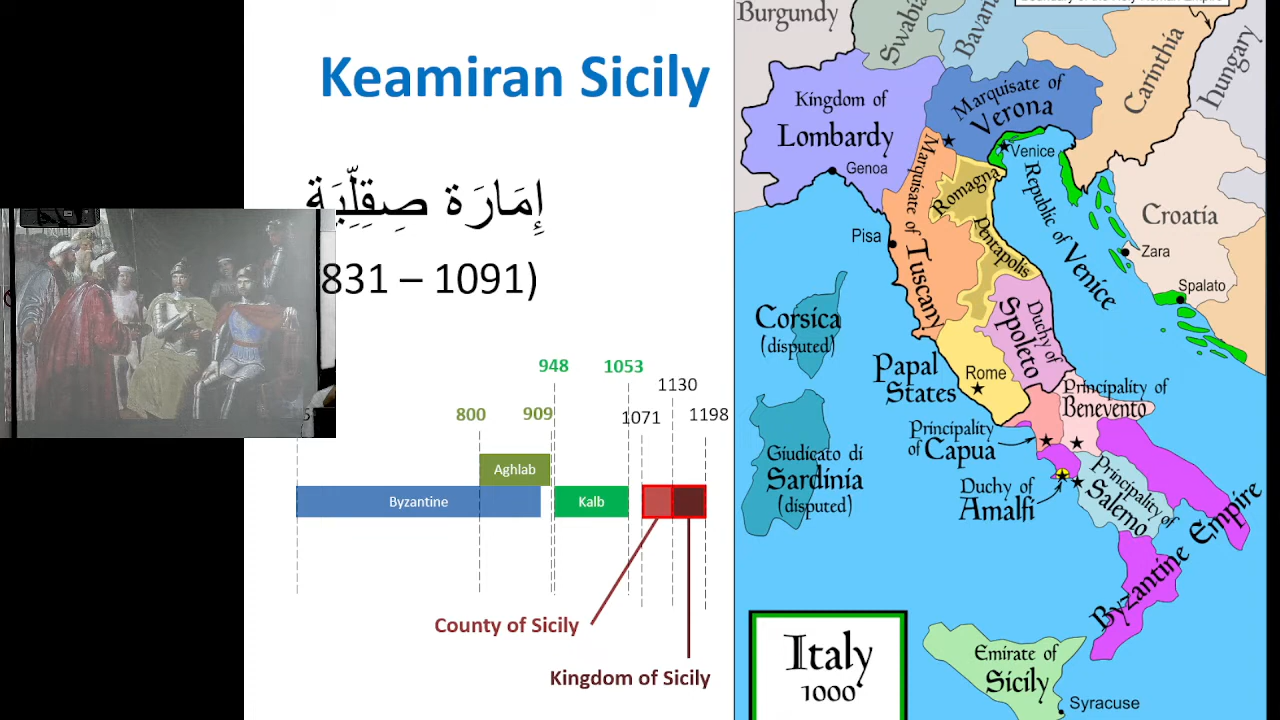 Keamiran Sicily
إِمَارَة صِقِلِّيَة
831 – 1091)
948
1053
1130
800
909
1071
1198
Aghlab
Byzantine
Kalb
County of Sicily
Kingdom of Sicily
Burgundy
Swabia
Bavaria
Carinthia
Hungary
Kingdom of
Lombardy
Marquisate of
Verona
Genoa
Venice
Marquisate of
Tuscany
Romagna
Pentapolis
Republic of
Venice
Croatia
Pisa
Zara
Spalato
Corsica
(disputed)
Duchy of
Spoleto
Papal
States
Rome
Principality of
Benevento
Principality
of Capua
Giudicato di
Sardinia
(disputed)
Duchy of
Amalfi
Principality of
Salerno
Byzantine Empire
Emirate of
Sicily
Syracuse
Italy
1000